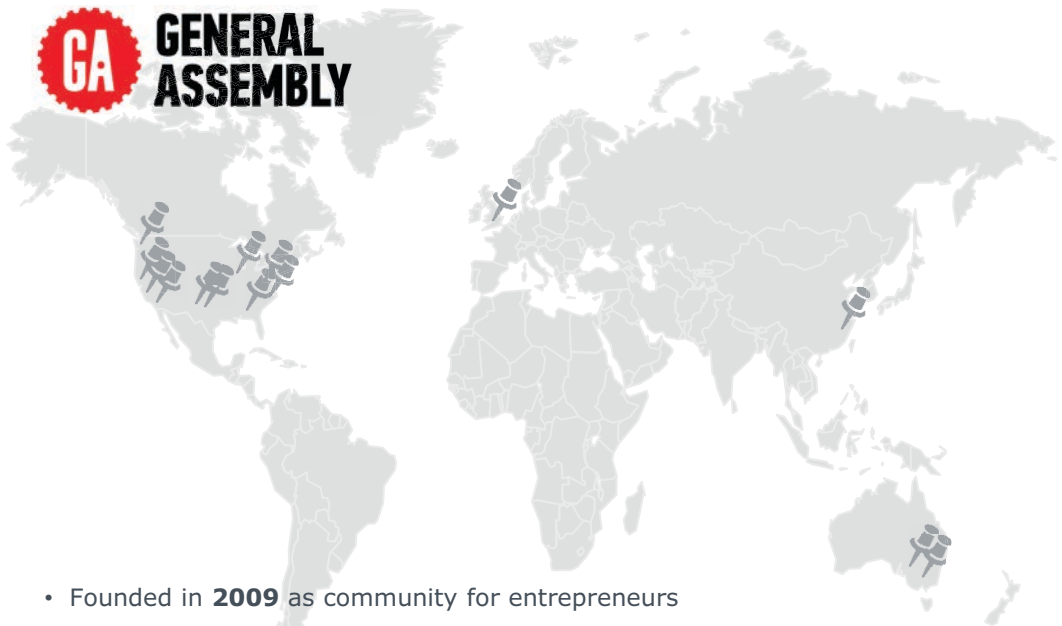 GA
GENERAL
ASSEMBLY
• Founded in 2009 as community for entrepreneurs